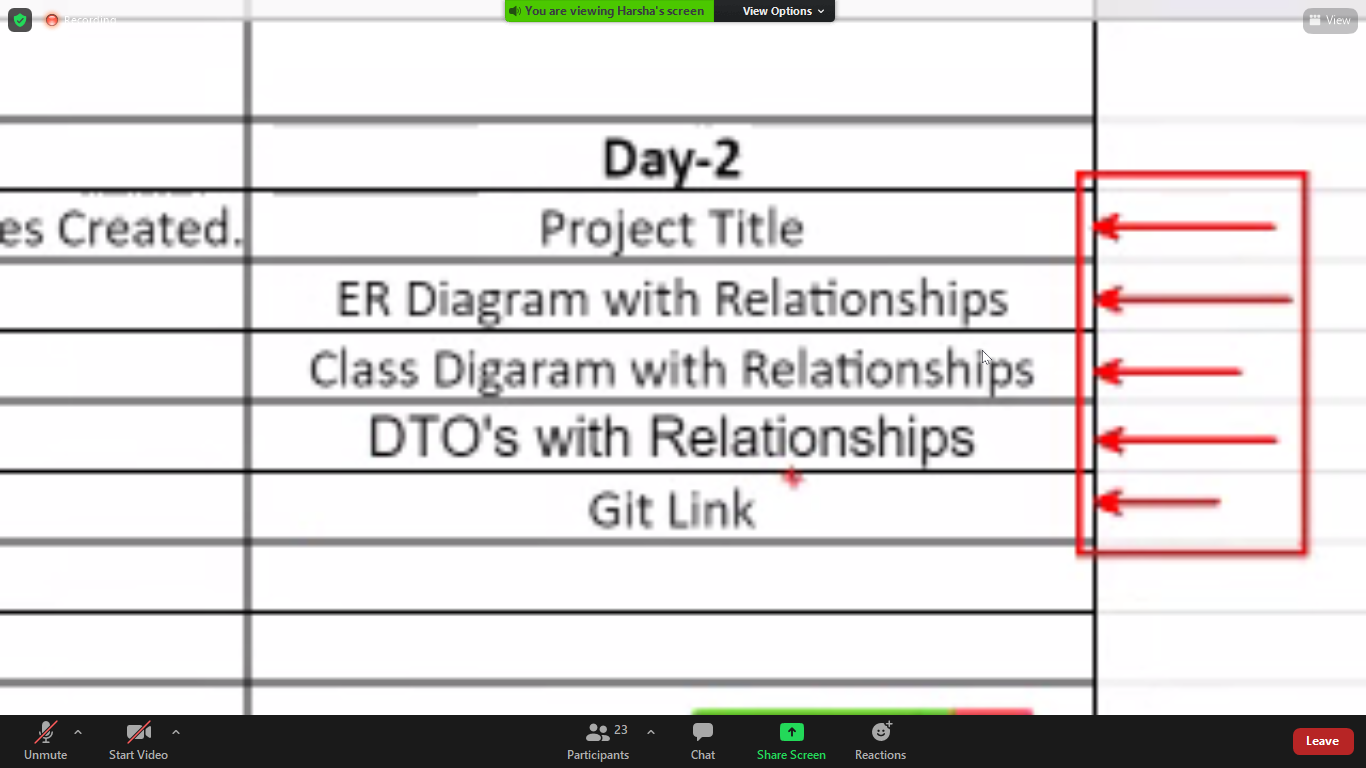 You are viewing Harsha's screen
View Options
Recording
View
Day-2
es Created.
Project Title
ER Diagram with Relationships
Class Digaram with Relationships
DTO's with Relationships
Git Link
Unmute
Start Video
Participants
23
Chat
Share Screen
Reactions
Leave